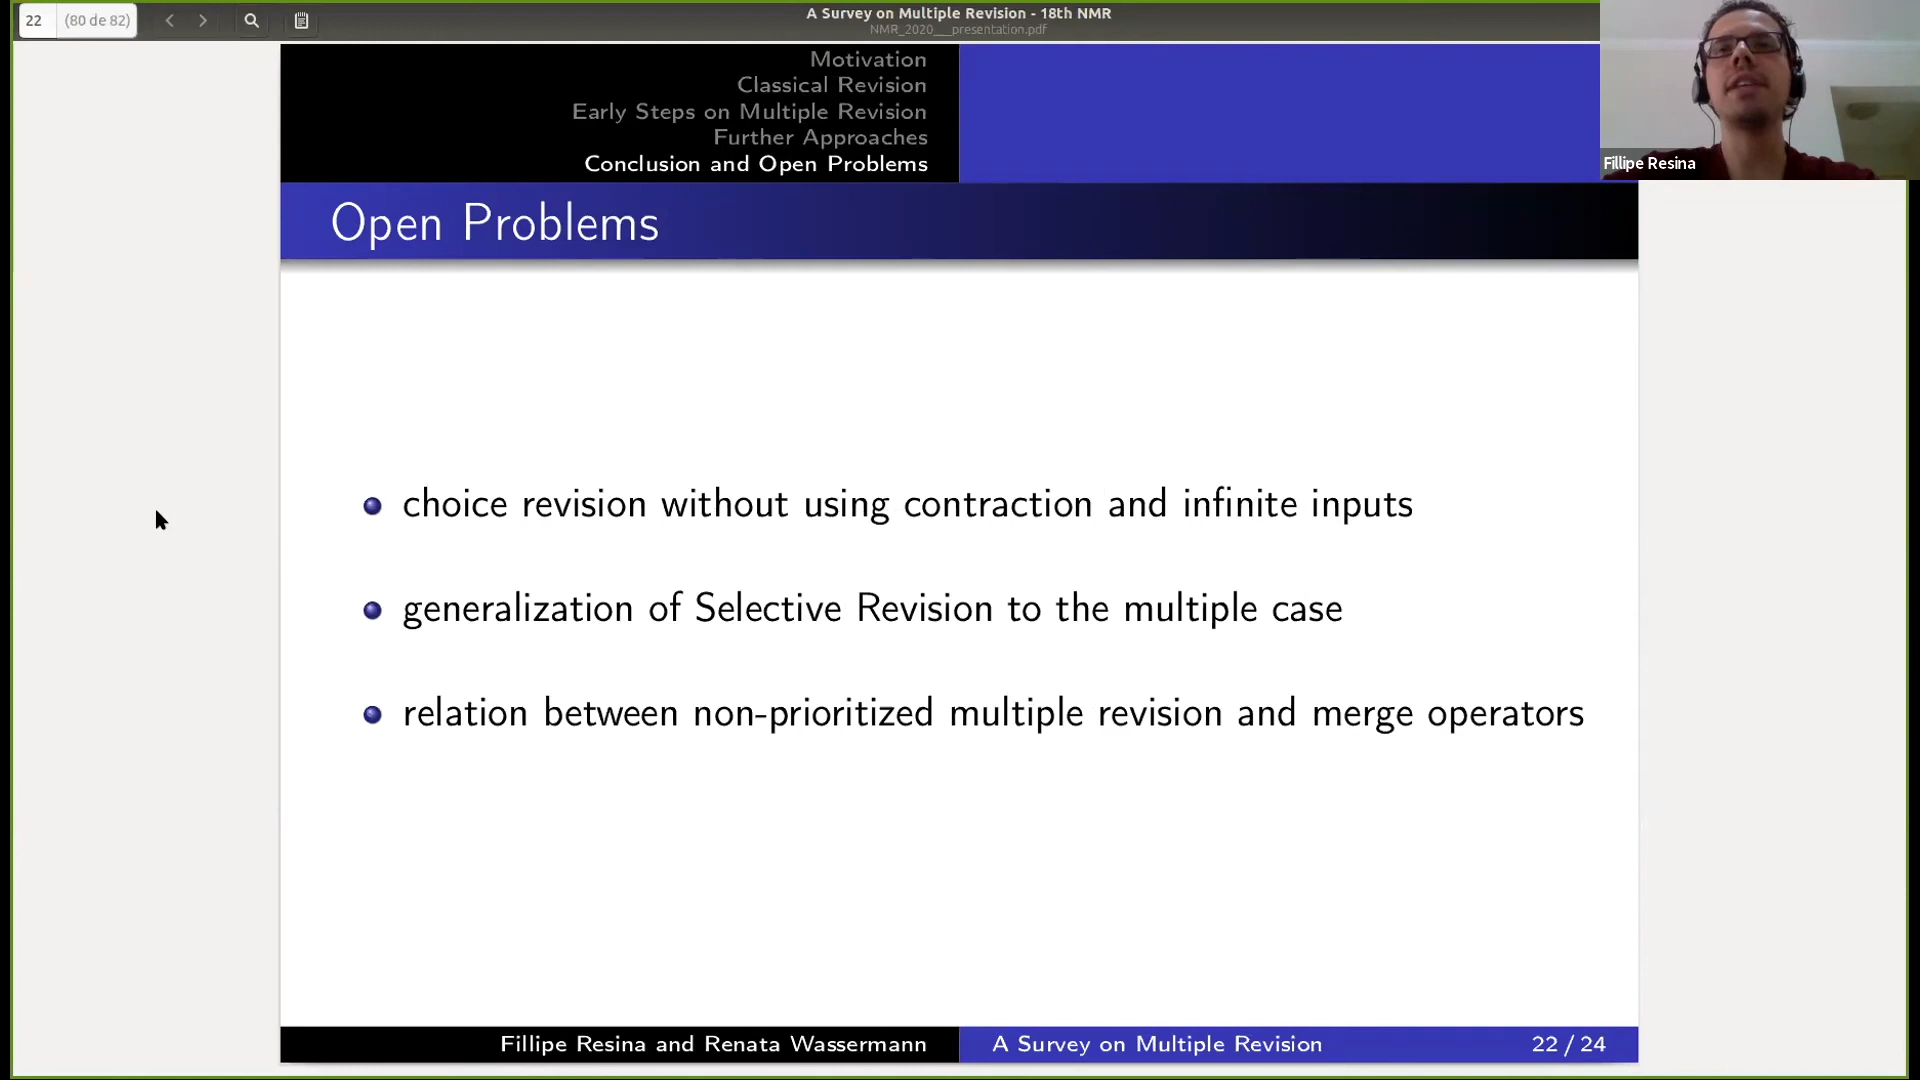 22 (80 de 82)
A Survey on Multiple Revision - 18th NMR
NMR_2020___presentation.pdf
Motivation
Classical Revision
Early Steps on Multiple Revision
Further Approaches
Conclusion and Open Problems
Fillipe Resina
Open Problems
choice revision without using contraction and infinite inputs
generalization of Selective Revision to the multiple case
relation between non-prioritized multiple revision and merge operators
Fillipe Resina and Renata Wassermann
A Survey on Multiple Revision
22 / 24